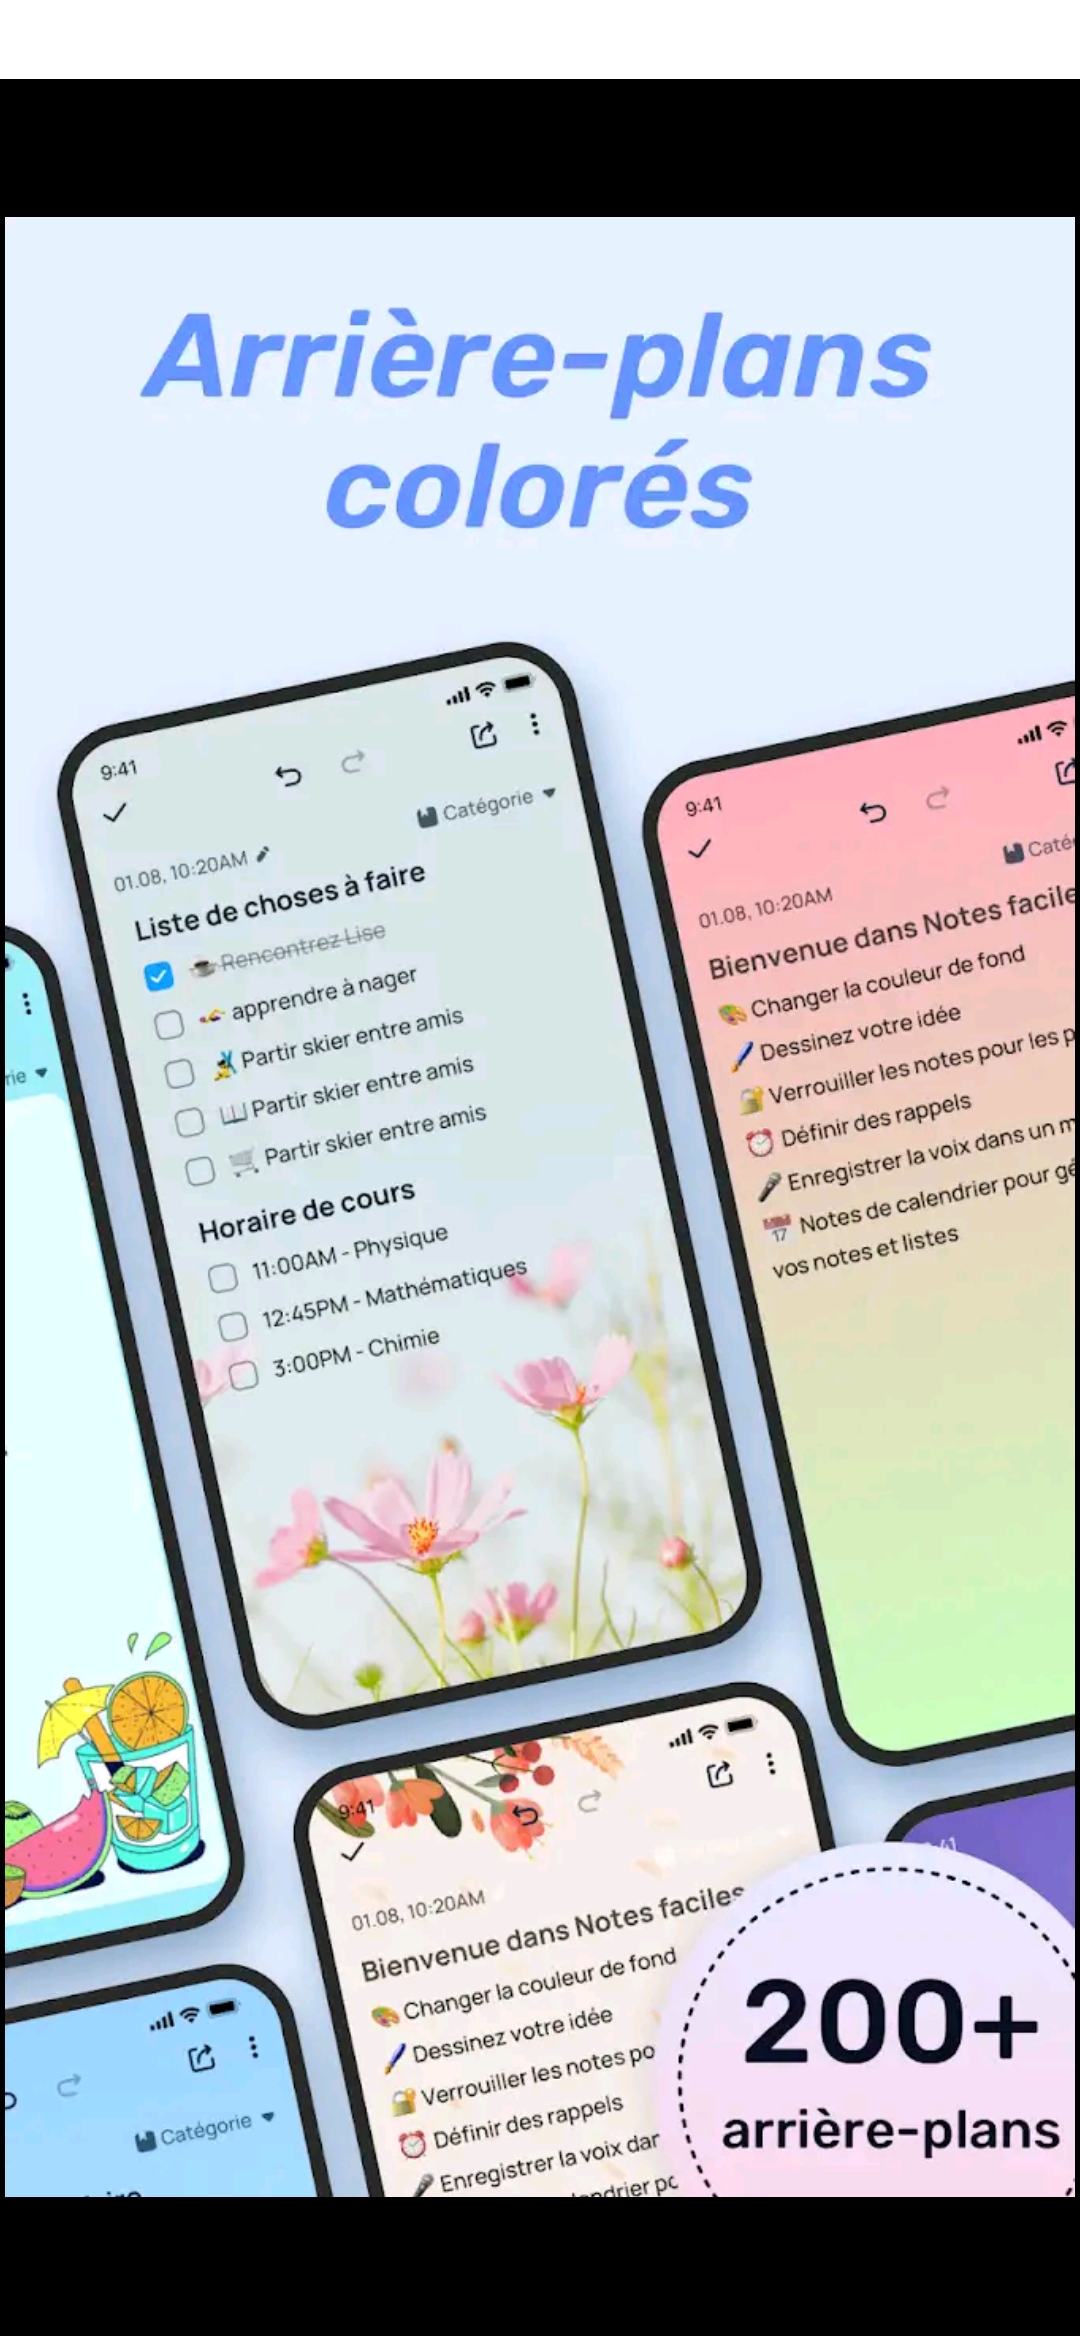 Arrière-plans
colorés
9:41
Catégorie
01.08, 10:20AM
Liste de choses à faire
Rencontrez Lise
apprendre à nager
Partir skier entre amis
Partir skier entre amis
Partir skier entre amis
Horaire de cours
11:00AM - Physique
12:45PM - Mathématiques
3:00PM - Chimie
9:41
Caté
01.08, 10:20AM
Bienvenue dans Notes facile
Changer la couleur de fond
Dessinez votre idée
Verrouiller les notes pour les p
Définir des rappels
Enregistrer la voix dans un m
17
Notes de calendrier pour gé
vos notes et listes
rie
9:41
01.08, 10:20AM
Bienvenue dans Notes faciles
Changer la couleur de fond
Dessinez votre idée
Verrouiller les notes po
Définir des rappels
Enregistrer la voix dar
ndrier po
Catégorie
200+
arrière-plans